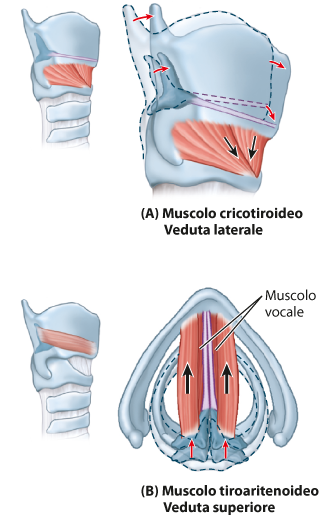 (A) Muscolo cricotiroideo
Veduta laterale
Muscolo
vocale
(B) Muscolo tiroaritenoideo
Veduta superiore